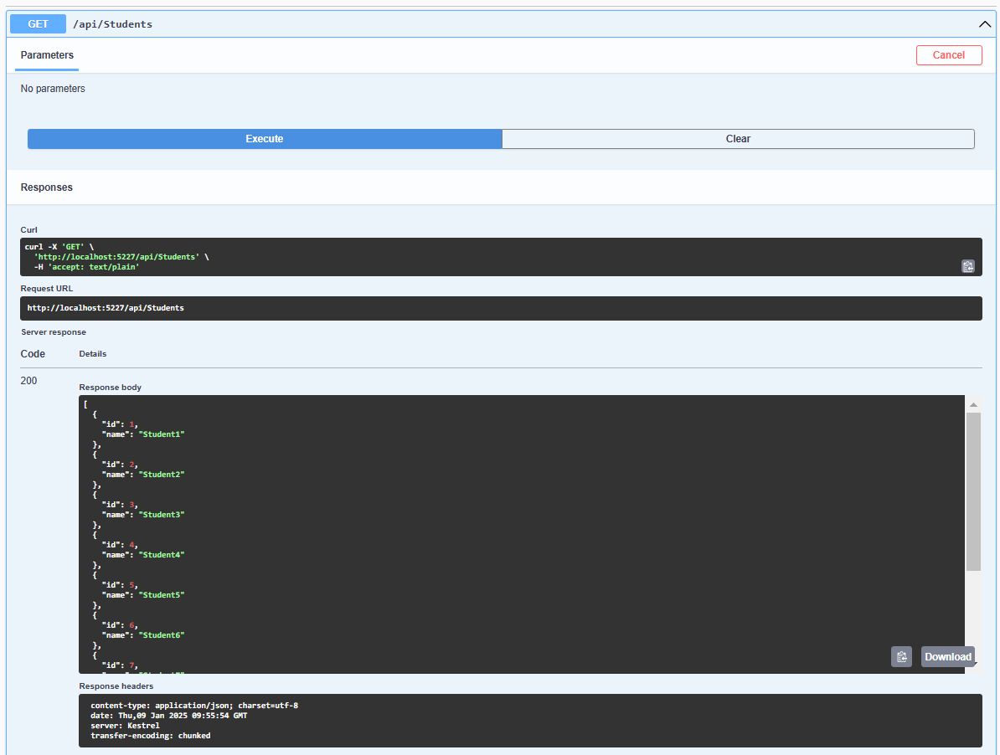 GET /api/Students
Parameters
Cancel
No parameters
Execute
Clear
Responses
Curl
curl -X 'GET' \
  'http://localhost:5227/api/Students' \
  -H 'accept: text/plain'
Request URL
http://localhost:5227/api/Students
Server response
Code Details
200
Response body
[
  {
    "id": 1,
    "name": "Student1"
  },
  {
    "id": 2,
    "name": "Student2"
  },
  {
    "id": 3,
    "name": "Student3"
  },
  {
    "id": 4,
    "name": "Student4"
  },
  {
    "id": 5,
    "name": "Student5"
  },
  {
    "id": 6,
    "name": "Student6"
  },
  {
    "id": 7,
Download
Response headers
content-type: application/json; charset=utf-8
date: Thu,09 Jan 2025 09:55:54 GMT
server: Kestrel
transfer-encoding: chunked